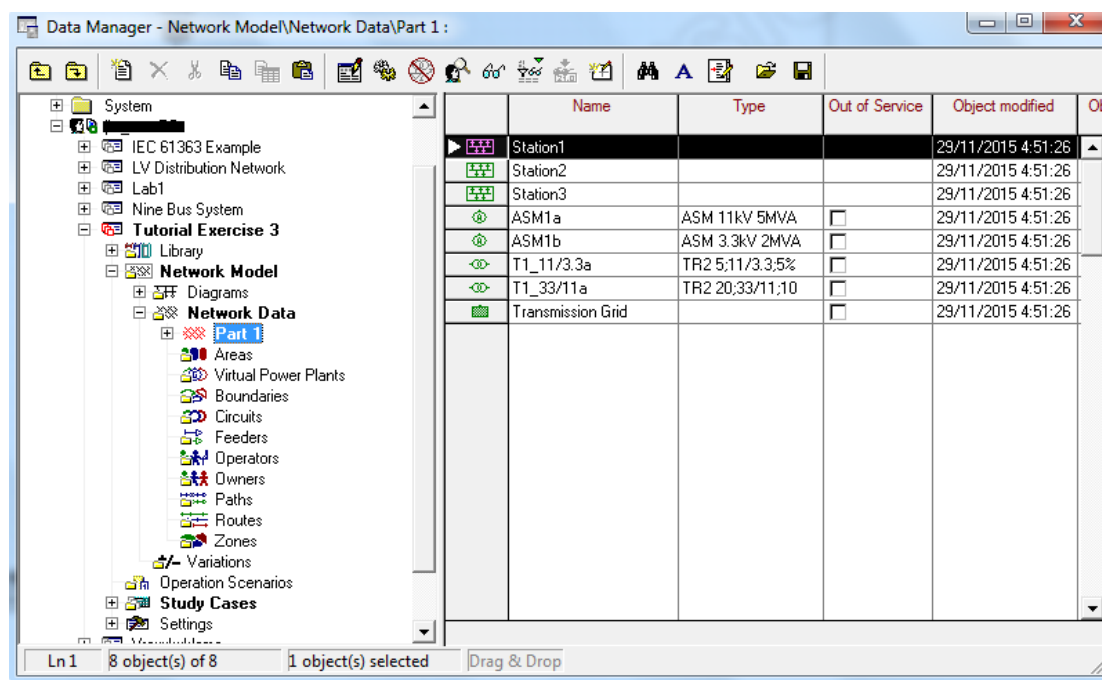 Data Manager - Network Model\Network Data\Part 1 :
System
IEC 61363 Example
LV Distribution Network
Lab1
Nine Bus System
Tutorial Exercise 3
Library
Network Model
Diagrams
Network Data
Part 1
Areas
Virtual Power Plants
Boundaries
Circuits
Feeders
Operators
Owners
Paths
Routes
Zones
Variations
Operation Scenarios
Study Cases
Settings
Name Type Out of Service Object modified
Station1 29/11/2015 4:51:26
Station2 29/11/2015 4:51:26
Station3 29/11/2015 4:51:26
ASM1a ASM 11kV 5MVA 29/11/2015 4:51:26
ASM1b ASM 3.3kV 2MVA 29/11/2015 4:51:26
T1_11/3.3a TR2 5;11/3.3;5% 29/11/2015 4:51:26
T1_33/11a TR2 20;33/11;10 29/11/2015 4:51:26
Transmission Grid 29/11/2015 4:51:26
Ln 1 8 object(s) of 8 1 object(s) selected Drag & Drop